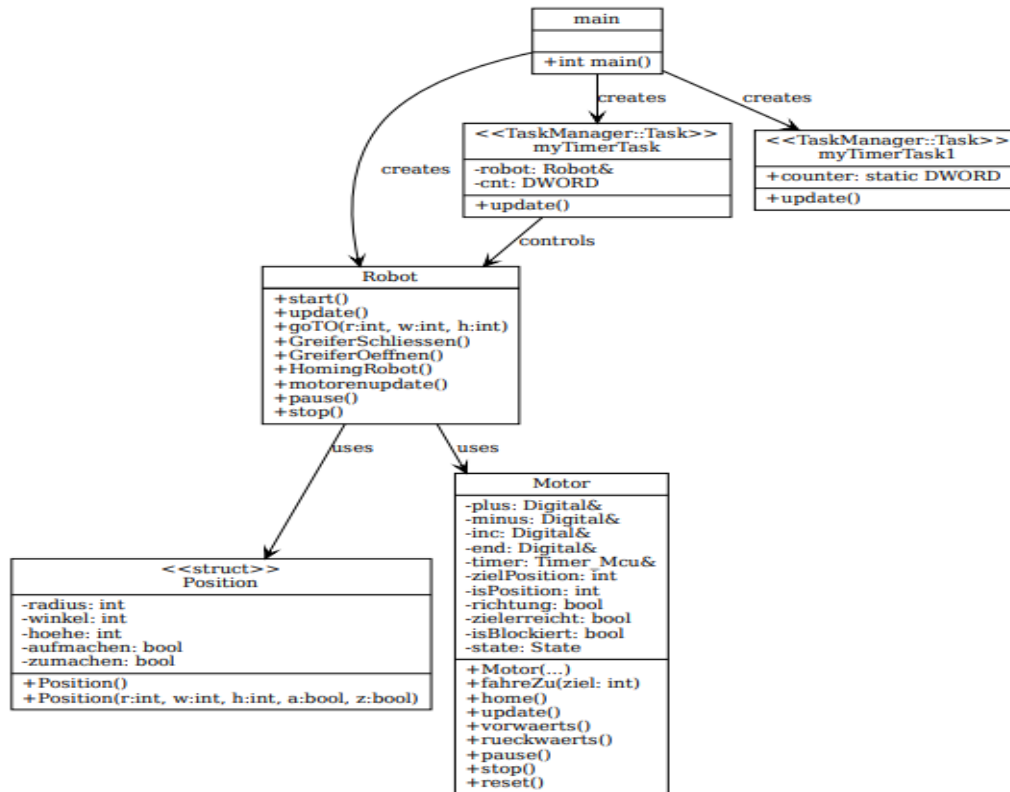 main
+int main()
creates
creates
creates
<<TaskManager::Task>>
myTimerTask
-robot: Robot&
-cnt: DWORD
+update()
<<TaskManager::Task>>
myTimerTask1
+counter: static DWORD
+update()
controls
Robot
+start()
+update()
+goTO(r:int, w:int, h:int)
+GreiferSchliessen()
+GreiferOeffnen()
+HomingRobot()
+motorenupdate()
+pause()
+stop()
uses
uses
<<struct>>
Position
-radius: int
-winkel: int
-hoehe: int
-aufmachen: bool
-zumachen: bool
+Position()
+Position(r:int, w:int, h:int, a:bool, z:bool)
Motor
-plus: Digital&
-minus: Digital&
-inc: Digital&
-end: Digital&
-timer: Timer_Mcu&
-zielPosition: int
-isPosition: int
-richtung: bool
-zielerreicht: bool
-isBlockiert: bool
-state: State
+Motor(...)
+fahreZu(ziel: int)
+home()
+update()
+vorwaerts()
+rueckwaerts()
+pause()
+stop()
+reset()